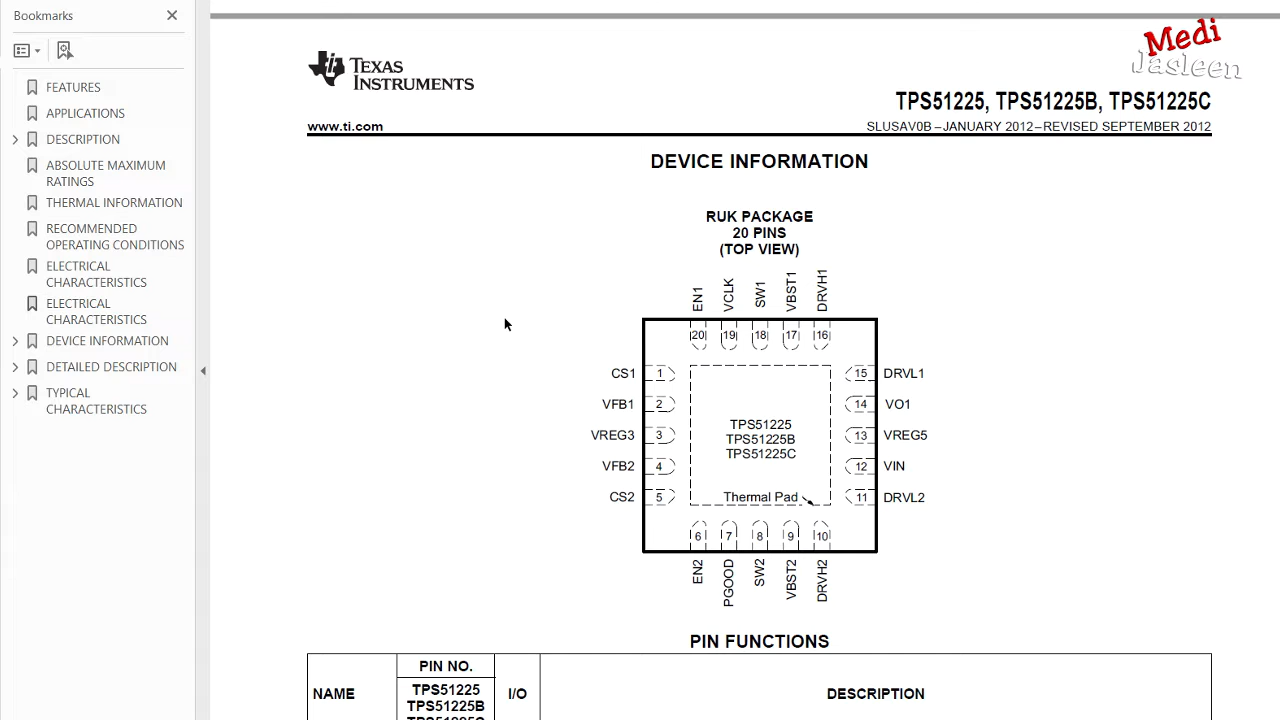 Bookmarks
FEATURES
APPLICATIONS
DESCRIPTION
ABSOLUTE MAXIMUM
RATINGS
THERMAL INFORMATION
RECOMMENDED
OPERATING CONDITIONS
ELECTRICAL
CHARACTERISTICS
ELECTRICAL
CHARACTERISTICS
DEVICE INFORMATION
DETAILED DESCRIPTION
TYPICAL
CHARACTERISTICS
Medi
Jasleen
TEXAS
INSTRUMENTS
TPS51225, TPS51225B, TPS51225C
www.ti.com
SLUSAV0B –JANUARY 2012–REVISED SEPTEMBER 2012
DEVICE INFORMATION
RUK PACKAGE
20 PINS
(TOP VIEW)
EN1 VCLK SW1 VBST1 DRVH1
20 19 18 17 16
CS1 1 15 DRVL1
VFB1 2 14 VO1
VREG3 3 13 VREG5
VFB2 4 12 VIN
CS2 5 11 DRVL2
TPS51225
TPS51225B
TPS51225C
Thermal Pad
6 7 8 9 10
EN2 PGOOD SW2 VBST2 DRVH2
PIN FUNCTIONS
NAME
PIN NO.
TPS51225
TPS51225B
TPS51225C
I/O
DESCRIPTION